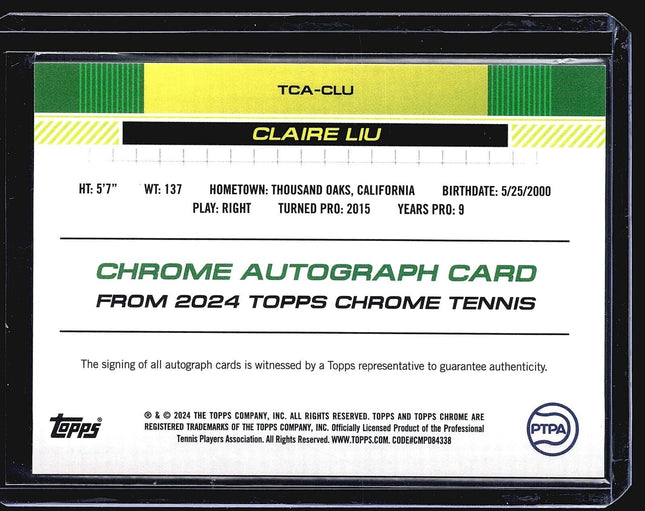 TCA-CLU
CLAIRE LIU
HT: 5'7" WT: 137 HOMETOWN: THOUSAND OAKS, CALIFORNIA BIRTHDATE: 5/25/2000
PLAY: RIGHT TURNED PRO: 2015 YEARS PRO: 9
CHROME AUTOGRAPH CARD
FROM 2024 TOPPS CHROME TENNIS
The signing of all autograph cards is witnessed by a Topps representative to guarantee authenticity.
topps®
® & © 2024 THE TOPPS COMPANY, INC. ALL RIGHTS RESERVED. TOPPS AND TOPPS CHROME ARE
REGISTERED TRADEMARKS OF THE TOPPS COMPANY, INC. Officially Licensed Product of the Professional
Tennis Players Association. All Rights Reserved. WWW.TOPPS.COM. CODE#CMP084338
PTPA